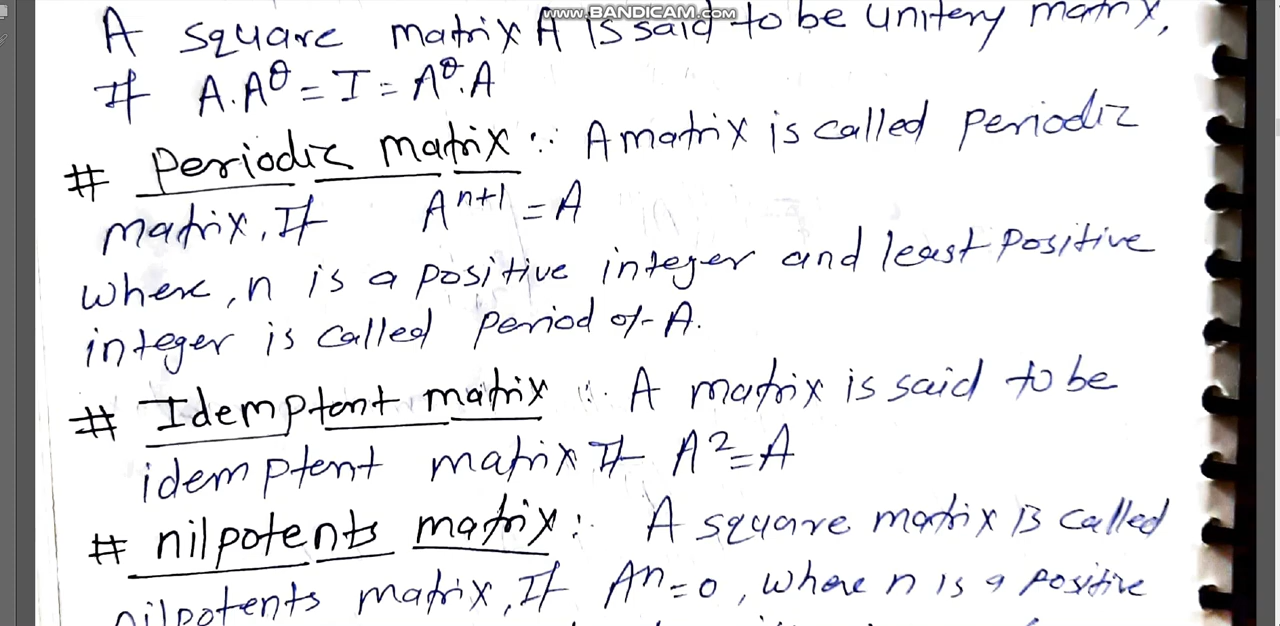 www.BANDICAM.com
A square matrix A is said to be unitery matrix,
If A.A^θ = I = A^θ.A
# Periodic matrix :- A matrix is called periodic
matrix, If A^{n+1} = A
where, n is a positive integer and least positive
integer is called period of A.
# Idemptent matrix :- A matrix is said to be
idemptent matrix If A² = A
# nilpotents matrix :- A square matrix is called
nilpotents matrix, If Aⁿ = 0, where n is a positive